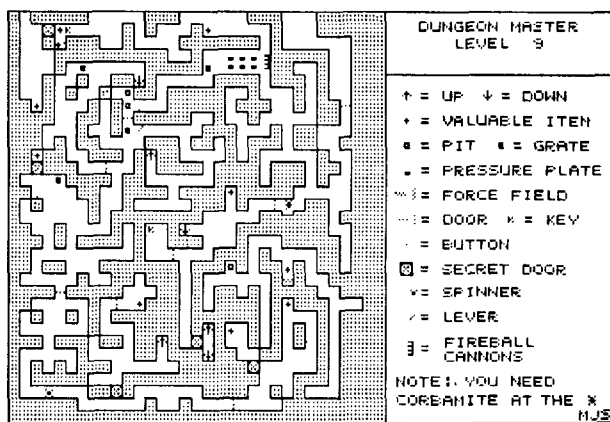 DUNGEON MASTER
LEVEL 9
↑ = UP ↓ = DOWN
+ = VALUABLE ITEN
= PIT = GRATE
= PRESSURE PLATE
= FORCE FIELD
= DOOR K = KEY
= BUTTON
= SECRET DOOR
* = SPINNER
/ = LEVER
= FIREBALL
CANNONS
NOTE: YOU NEED
CORBAMITE AT THE *
MJS